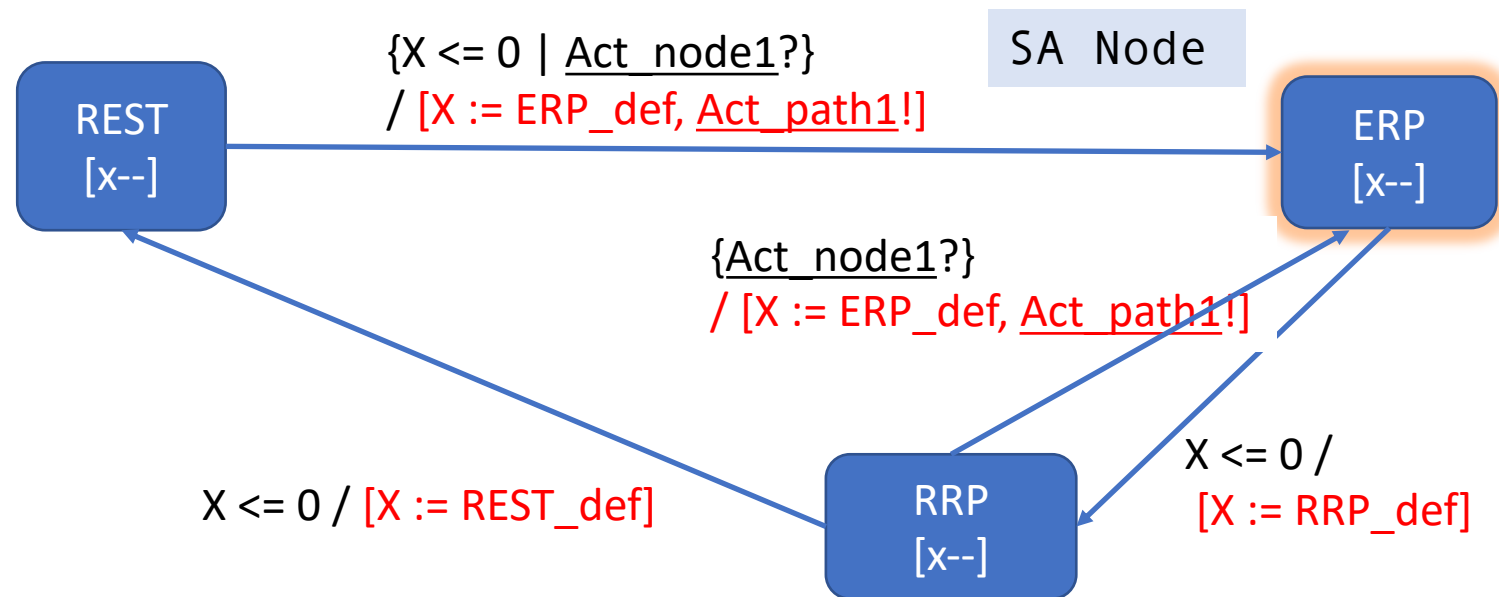 {X <= 0 | Act_node1?}
/ [X := ERP_def, Act_path1!]
SA Node
REST
[x--]
ERP
[x--]
{Act_node1?}
/ [X := ERP_def, Act_path1!]
X <= 0 /
[X := RRP_def]
X <= 0 / [X := REST_def]
RRP
[x--]